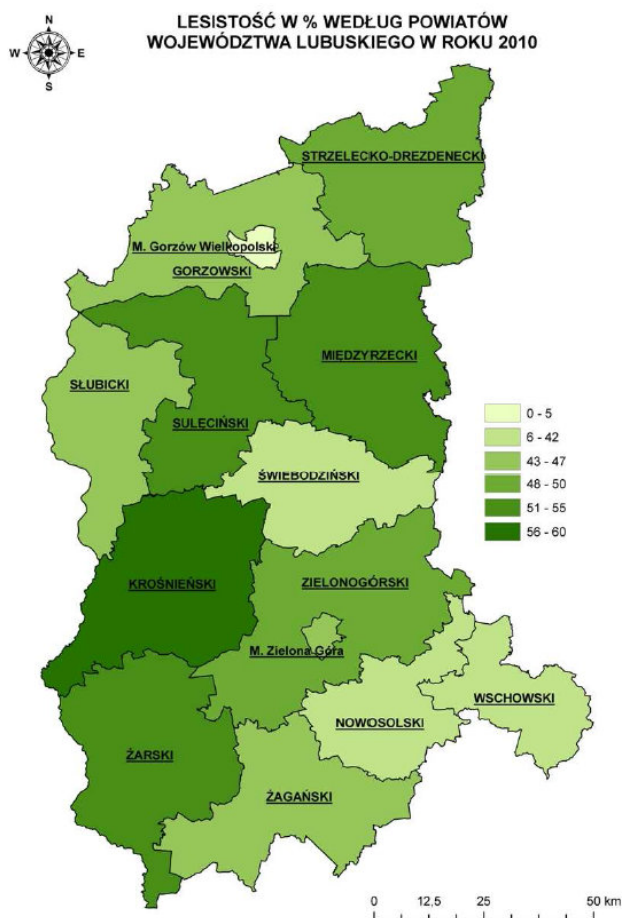 LESISTOŚĆ W % WEDŁUG POWIATÓW
WOJEWÓDZTWA LUBUSKIEGO W ROKU 2010
N
W
E
S
STRZELECKO-DREZDENECKI
M. Gorzów Wielkopolski
GORZOWSKI
MIĘDZYRZECKI
SŁUBICKI
SULĘCIŃSKI
ŚWIEBODZIŃSKI
0 - 5
6 - 42
43 - 47
48 - 50
51 - 55
56 - 60
KROŚNIEŃSKI
ZIELONOGÓRSKI
M. Zielona Góra
WSCHOWSKI
NOWOSOLSKI
ŻARSKI
ŻAGAŃSKI
0 12,5 25 50 km